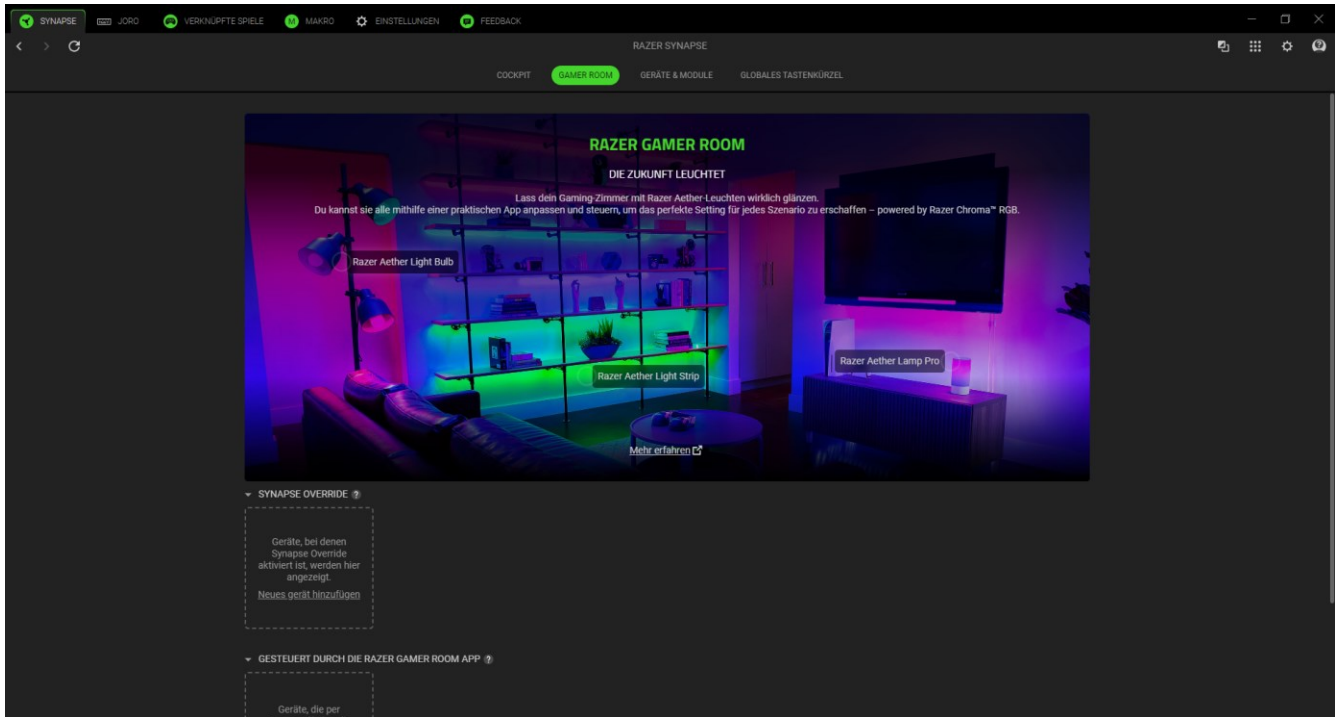 SYNAPSE
JORO
VERKNÜPFTE SPIELE
M MAKRO
EINSTELLUNGEN
FEEDBACK
RAZER SYNAPSE
COCKPIT
GAMER ROOM
GERÄTE & MODULE
GLOBALES TASTENKÜRZEL
RAZER GAMER ROOM
DIE ZUKUNFT LEUCHTET
Lass dein Gaming-Zimmer mit Razer Aether-Leuchten wirklich glänzen.
Du kannst sie alle mithilfe einer praktischen App anpassen und steuern, um das perfekte Setting für jedes Szenario zu erschaffen – powered by Razer Chroma™ RGB.
Razer Aether Light Bulb
Razer Aether Lamp Pro
Razer Aether Light Strip
Mehr erfahren
SYNAPSE OVERRIDE ?
Geräte, bei denen
Synapse Override
aktiviert ist, werden hier
angezeigt.
Neues gerät hinzufügen
GESTEUERT DURCH DIE RAZER GAMER ROOM APP ?
Geräte, die per